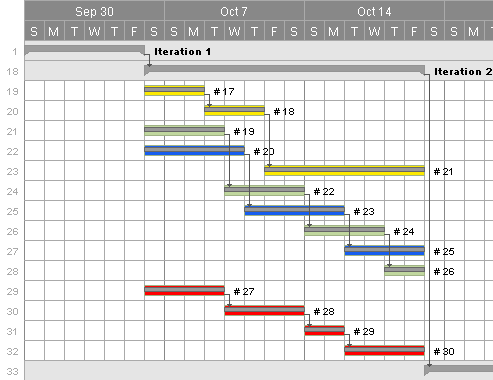 Sep 30 Oct 7 Oct 14
S M T W T F S S M T W T F S S M T W T F S S M
1 Iteration 1
18 Iteration 2
19 # 17
20 # 18
21 # 19
22 # 20
23 # 21
24 # 22
25 # 23
26 # 24
27 # 25
28 # 26
29 # 27
30 # 28
31 # 29
32 # 30
33